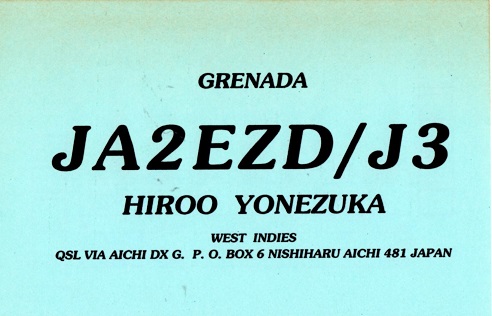 GRENADA
JA2EZD/J3
HIROO YONEZUKA
WEST INDIES
QSL VIA AICHI DX G. P. O. BOX 6 NISHIHARU AICHI 481 JAPAN